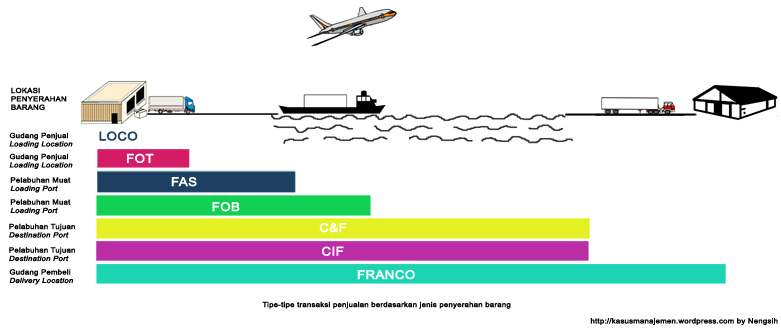 LOKASI
PENYERAHAN
BARANG
Gudang Penjual
Loading Location
LOCO
Gudang Penjual
Loading Location
FOT
Pelabuhan Muat
Loading Port
FAS
Pelabuhan Muat
Loading Port
FOB
Pelabuhan Tujuan
Destination Port
C&F
Pelabuhan Tujuan
Destination Port
CIF
Gudang Pembeli
Delivery Location
FRANCO
Tipe-tipe transaksi penjualan berdasarkan jenis penyerahan barang
http://kasusmanajemen.wordpress.com by Nengaih